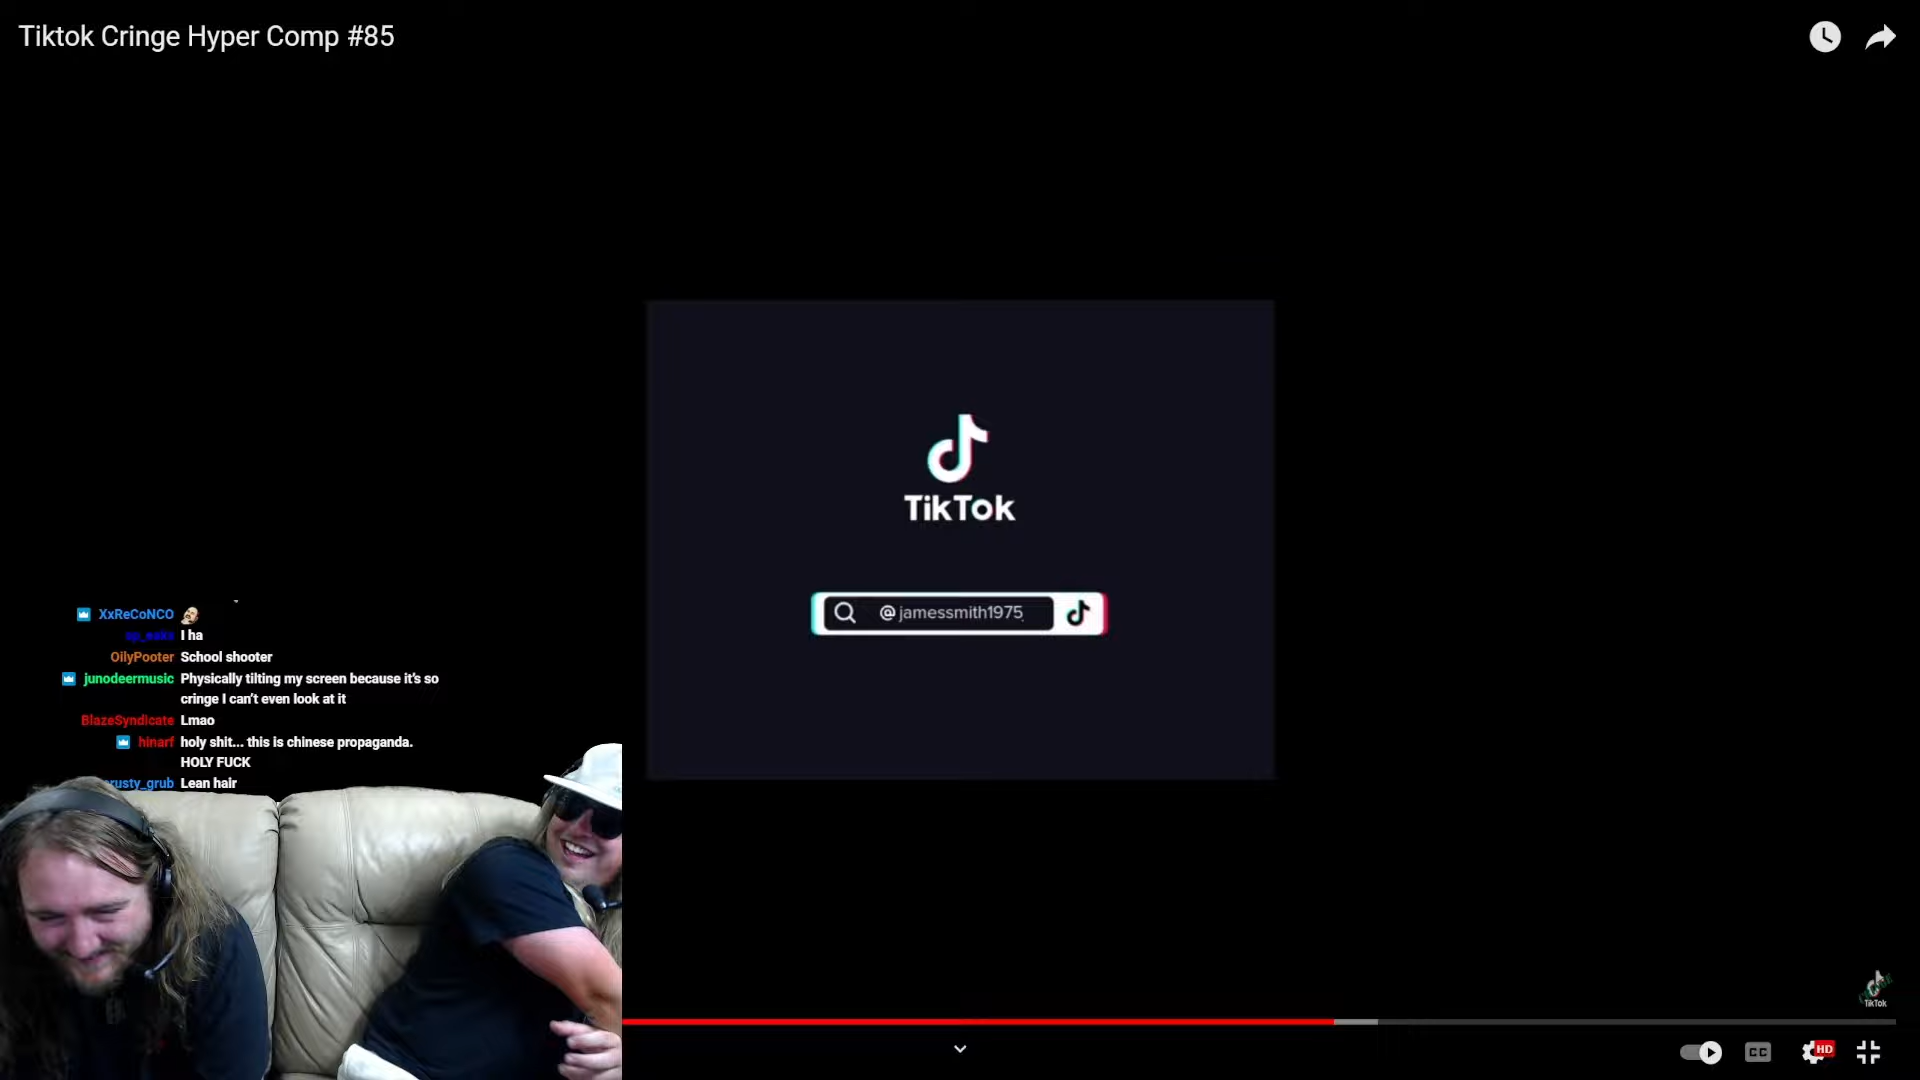 Tiktok Cringe Hyper Comp #85
TikTok
@jamessmith1975
XxReCoNCO
I ha
OilyPooter School shooter
junodeermusic Physically tilting my screen because it's so
cringe I can't even look at it
BlazeSyndicate Lmao
hinarf holy shit... this is chinese propaganda.
HOLY FUCK
rusty_grub Lean hair
TikTok
CC
HD